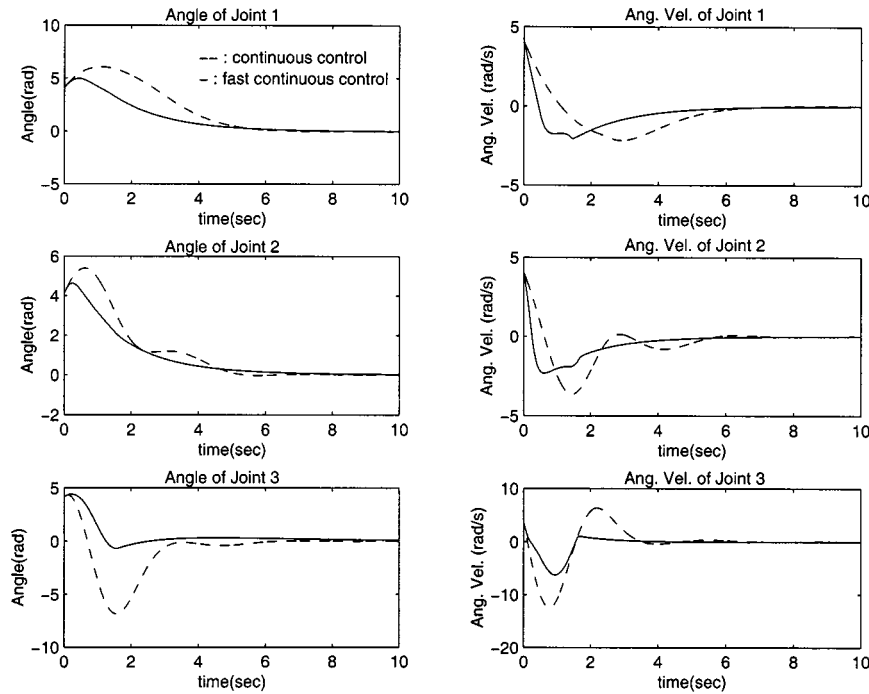 Angle of Joint 1
10
5
0
−5
Angle(rad)
− − : continuous control
− : fast continuous control
0 2 4 6 8 10
time(sec)
Ang. Vel. of Joint 1
5
0
−5
Ang. Vel. (rad/s)
0 2 4 6 8 10
time(sec)
Angle of Joint 2
6
4
2
0
−2
Angle(rad)
0 2 4 6 8 10
time(sec)
Ang. Vel. of Joint 2
5
0
−5
Ang. Vel. (rad/s)
0 2 4 6 8 10
time(sec)
Angle of Joint 3
5
0
−5
−10
Angle(rad)
0 2 4 6 8 10
time(sec)
Ang. Vel. of Joint 3
10
0
−10
−20
Ang. Vel. (rad/s)
0 2 4 6 8 10
time(sec)